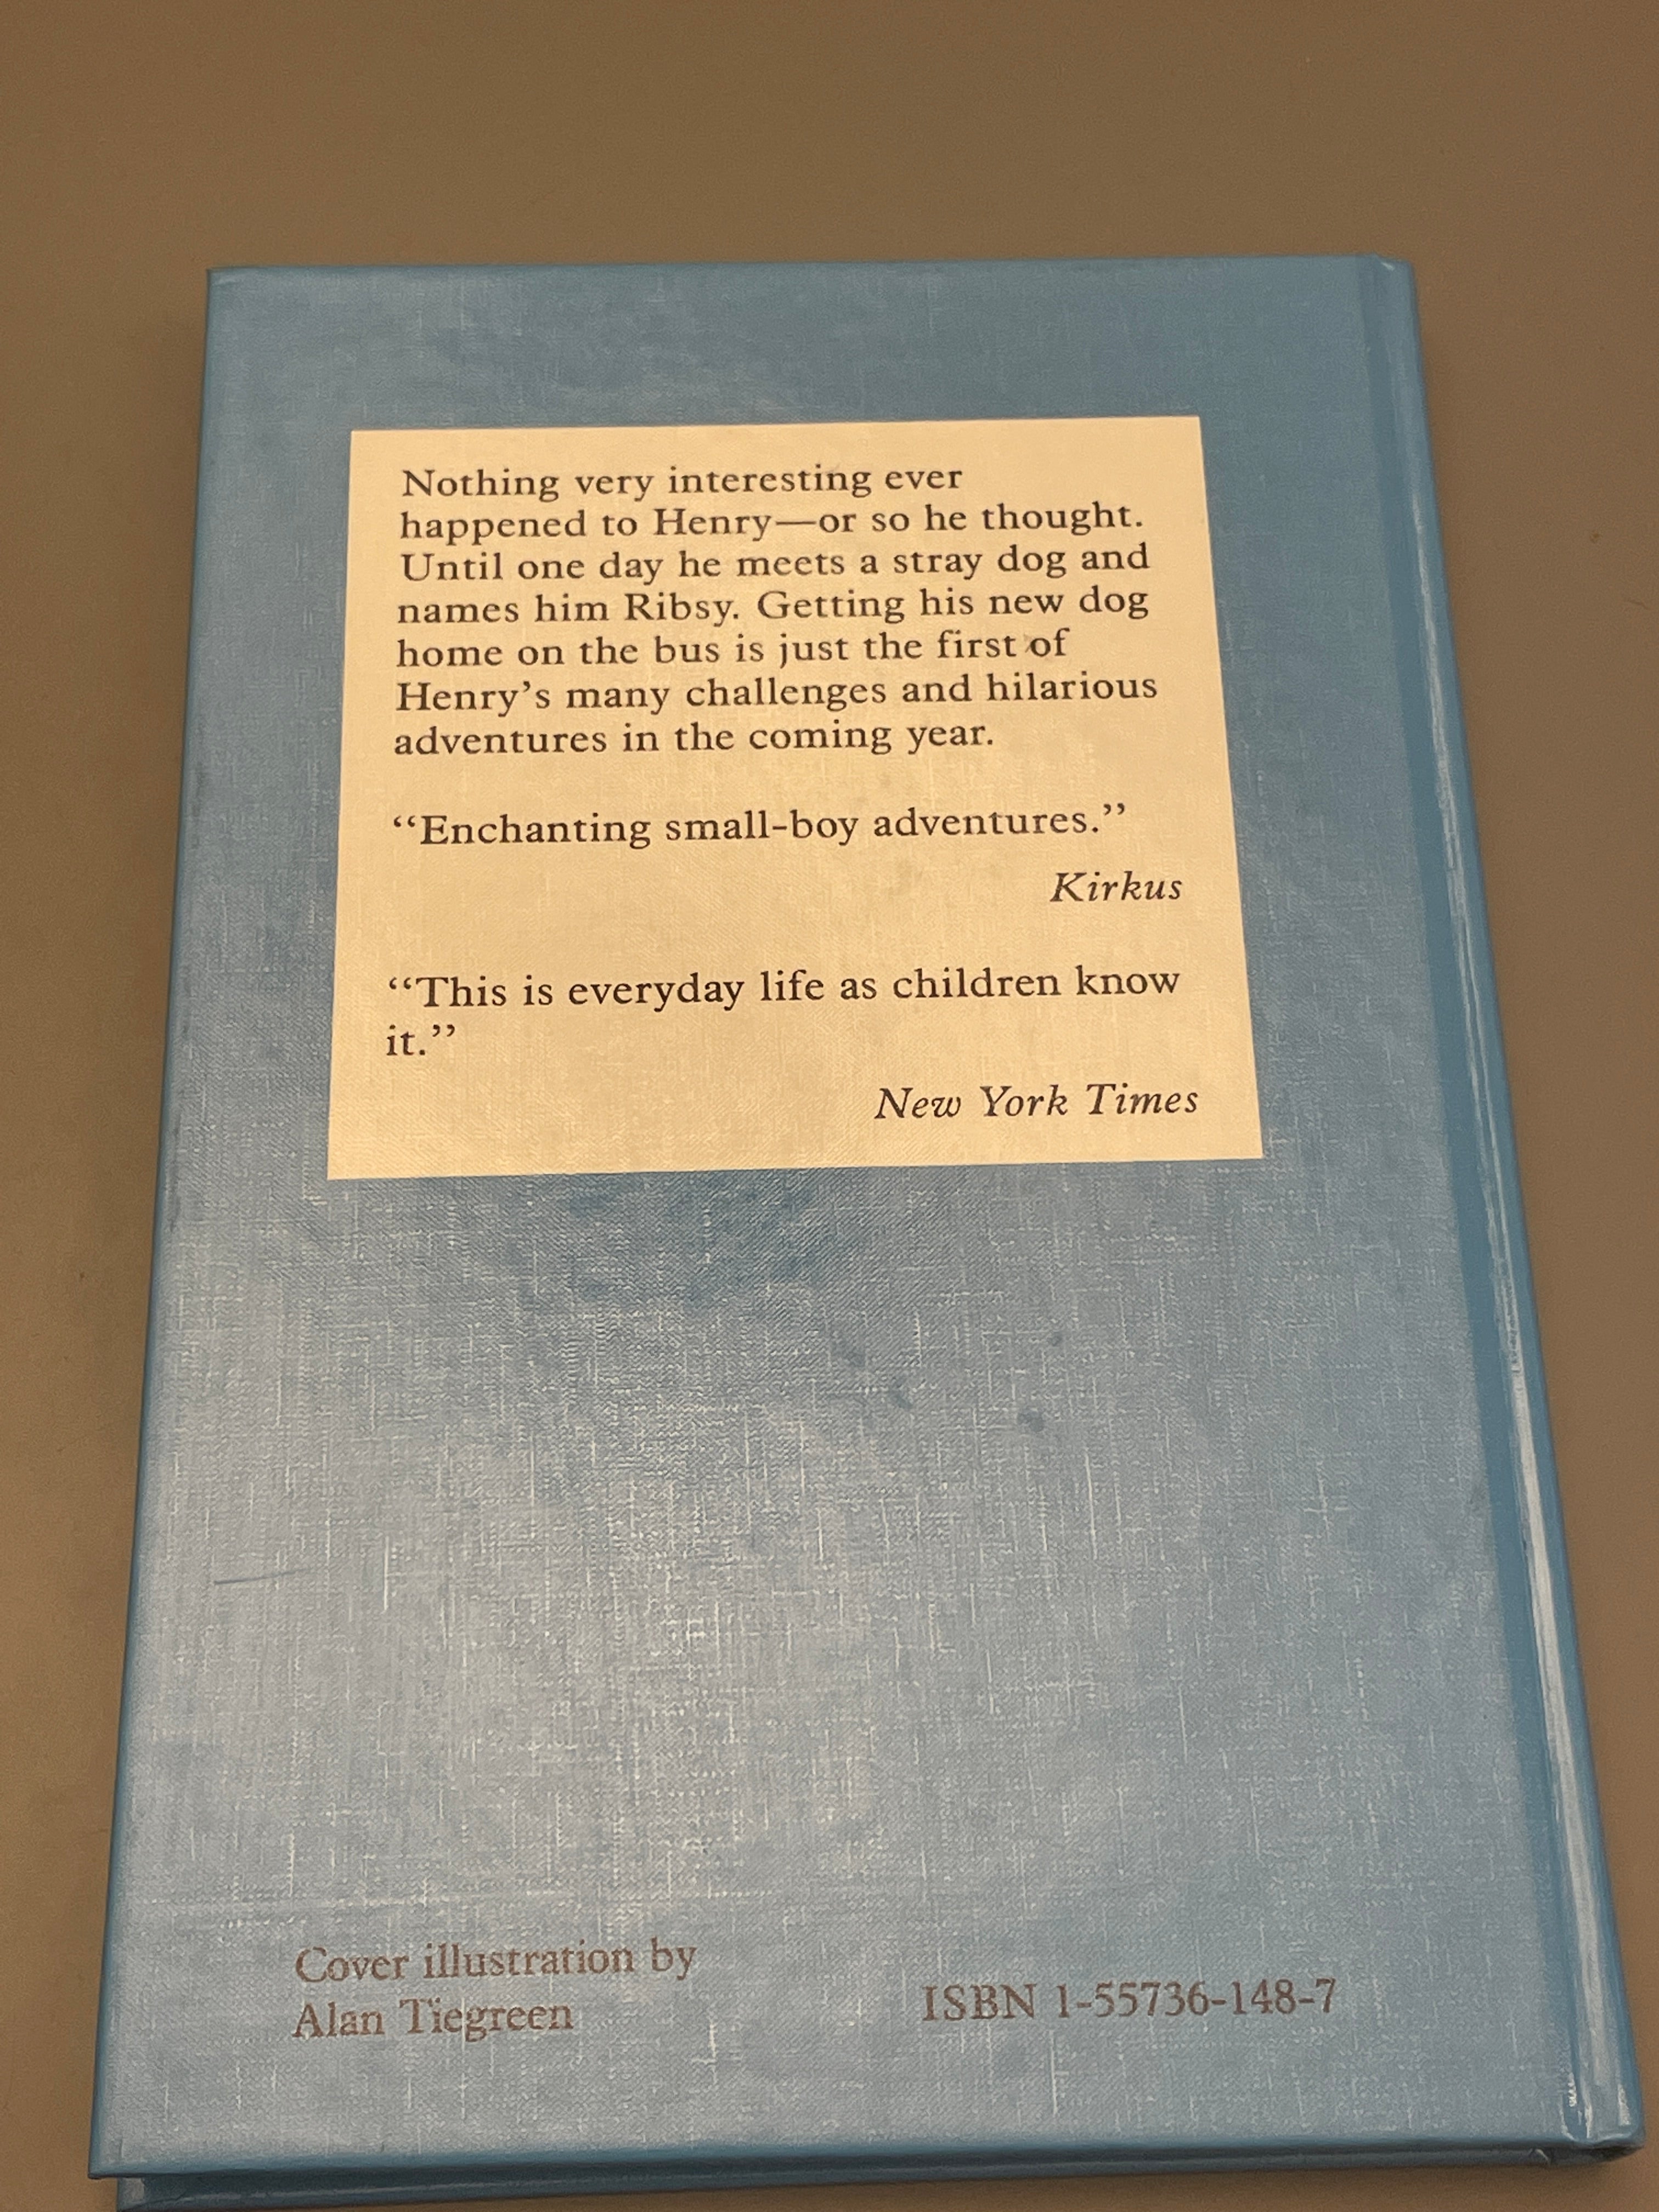 Nothing very interesting ever
happened to Henry—or so he thought.
Until one day he meets a stray dog and
names him Ribsy. Getting his new dog
home on the bus is just the first of
Henry’s many challenges and hilarious
adventures in the coming year.
“Enchanting small-boy adventures.”
Kirkus
“This is everyday life as children know
it.”
New York Times
Cover illustration by
Alan Tiegreen
ISBN 1-55736-148-7